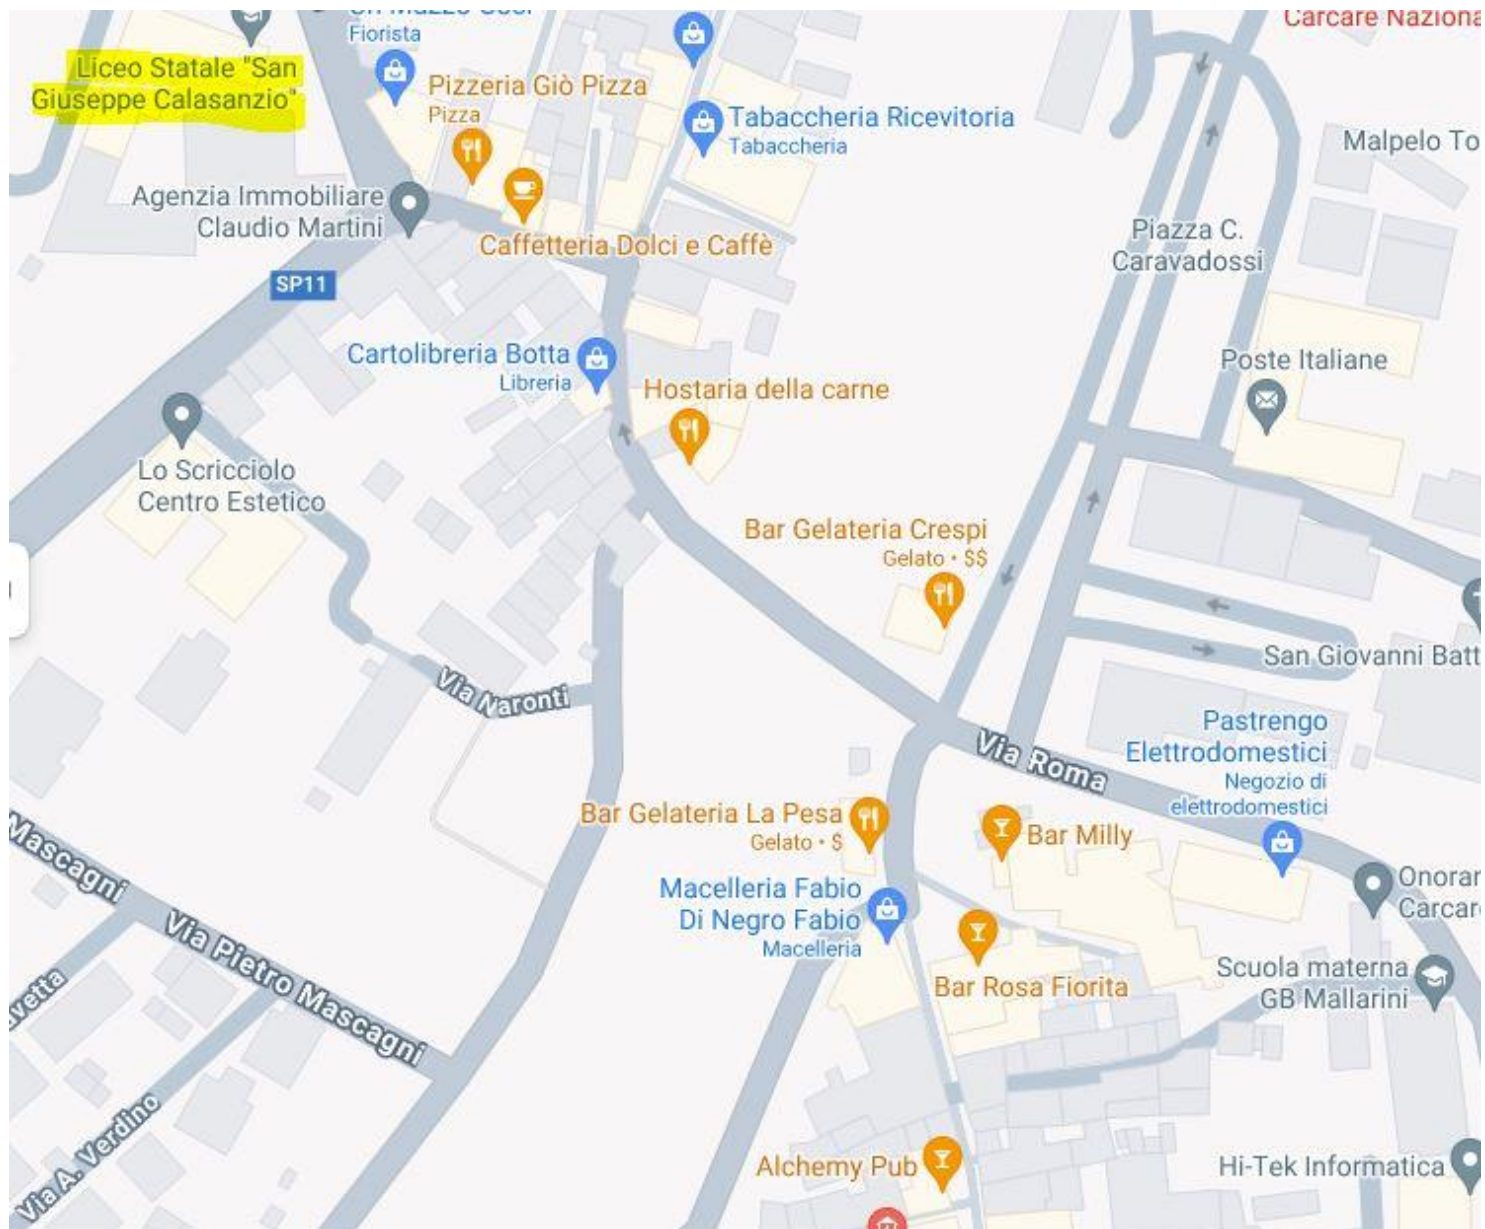 Carcare Naziona
Fiorista
Liceo Statale "San
Giuseppe Calasanzio"
Pizzeria Giò Pizza
Pizza
Tabaccheria Ricevitoria
Tabaccheria
Malpelo To
Agenzia Immobiliare
Claudio Martini
Piazza C.
Caravadossi
Caffetteria Dolci e Caffè
SP11
Cartolibreria Botta
Libreria
Poste Italiane
Hostaria della carne
Lo Scricciolo
Centro Estetico
Bar Gelateria Crespi
Gelato • $$
San Giovanni Batt
Via Naronti
Pastrengo
Elettrodomestici
Negozio di
elettrodomestici
Via Roma
Bar Gelateria La Pesa
Gelato • $
Bar Milly
Mascagni
Macelleria Fabio
Di Negro Fabio
Macelleria
Onorar
Carcar
Via Pietro Mascagni
Scuola materna
GB Mallarini
Bar Rosa Fiorita
avetta
Via A. Verdino
Alchemy Pub
Hi-Tek Informatica